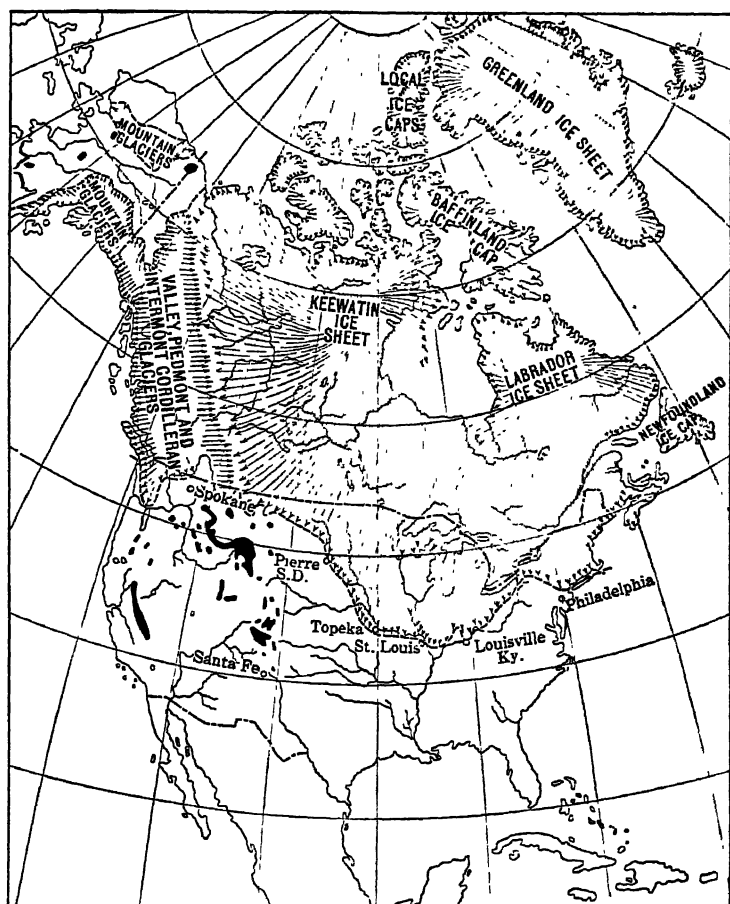 LOCAL
ICE
CAPS
GREENLAND ICE SHEET
MOUNTAIN
GLACIERS
MOUNTAIN
GLACIERS
BAFFINLAND
ICE CAP
VALLEY, PIEDMONT AND
INTERMONT CORDILLERAN
GLACIERS
KEEWATIN
ICE
SHEET
LABRADOR
ICE SHEET
NEWFOUNDLAND
ICE CAP
Spokane
Pierre
S.D.
Philadelphia
Topeka
St. Louis
Louisville
Ky.
Santa Fe